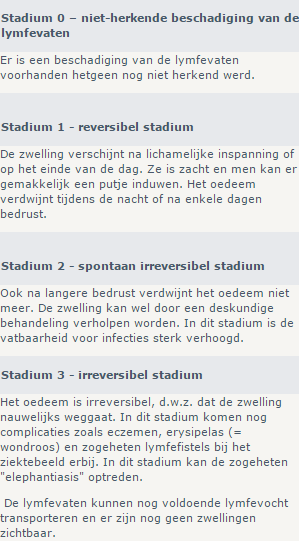 Stadium 0 – niet-herkende beschadiging van de
lymfevaten
Er is een beschadiging van de lymfevaten
voorhanden hetgeen nog niet herkend werd.
Stadium 1 - reversibel stadium
De zwelling verschijnt na lichamelijke inspanning of
op het einde van de dag. Ze is zacht en men kan er
gemakkelijk een putje induwen. Het oedeem
verdwijnt tijdens de nacht of na enkele dagen
bedrust.
Stadium 2 - spontaan irreversibel stadium
Ook na langere bedrust verdwijnt het oedeem niet
meer. De zwelling kan wel door een deskundige
behandeling verholpen worden. In dit stadium is de
vatbaarheid voor infecties sterk verhoogd.
Stadium 3 - irreversibel stadium
Het oedeem is irreversibel, d.w.z. dat de zwelling
nauwelijks weggaat. In dit stadium komen nog
complicaties zoals eczemen, erysipelas (=
wondroos) en zogeheten lymfefistels bij het
ziektebeeld erbij. In dit stadium kan de zogeheten
"elephantiasis" optreden.
De lymfevaten kunnen nog voldoende lymfevocht
transporteren en er zijn nog geen zwellingen
zichtbaar.